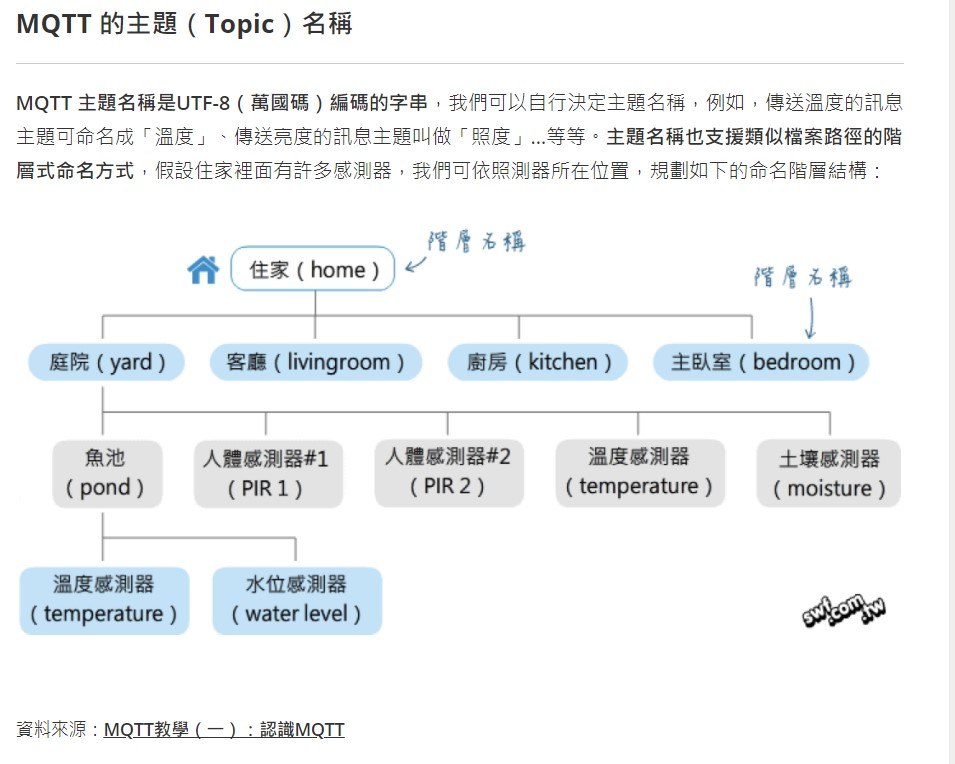 MQTT 的主題（Topic）名稱
MQTT 主題名稱是UTF-8（萬國碼）編碼的字串，我們可以自行決定主題名稱，例如，傳送溫度的訊息
主題可命名成「溫度」、傳送亮度的訊息主題叫做「照度」...等等。主題名稱也支援類似檔案路徑的階
層式命名方式，假設住家裡面有許多感測器，我們可依照測器所在位置，規劃如下的命名階層結構：
階層名稱
住家（home）
階層名稱
庭院（yard）
客廳（livingroom）
廚房（kitchen）
主臥室（bedroom）
魚池
（pond）
人體感測器#1
（PIR 1）
人體感測器#2
（PIR 2）
溫度感測器
（temperature）
土壤感測器
（moisture）
溫度感測器
（temperature）
水位感測器
（water level）
swf.com.tw
資料來源：MQTT教學（一）：認識MQTT